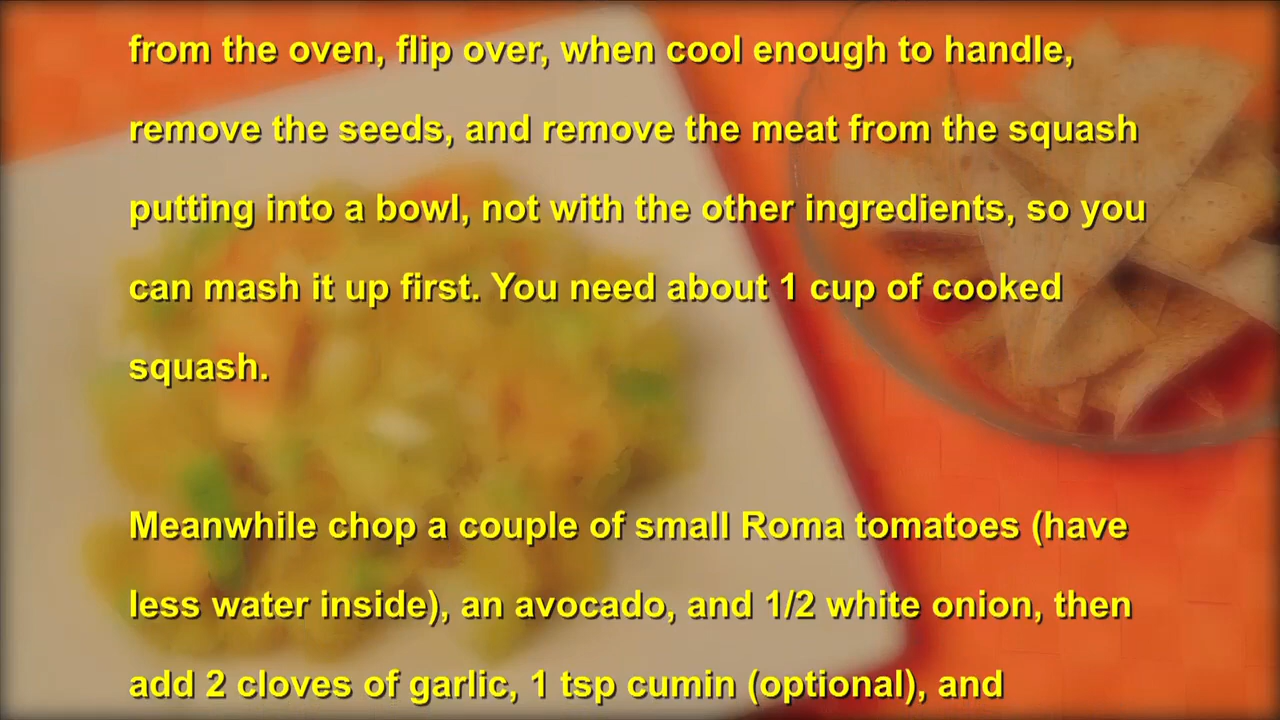 from the oven, flip over, when cool enough to handle,
remove the seeds, and remove the meat from the squash
putting into a bowl, not with the other ingredients, so you
can mash it up first. You need about 1 cup of cooked
squash.
Meanwhile chop a couple of small Roma tomatoes (have
less water inside), an avocado, and 1/2 white onion, then
add 2 cloves of garlic, 1 tsp cumin (optional), and